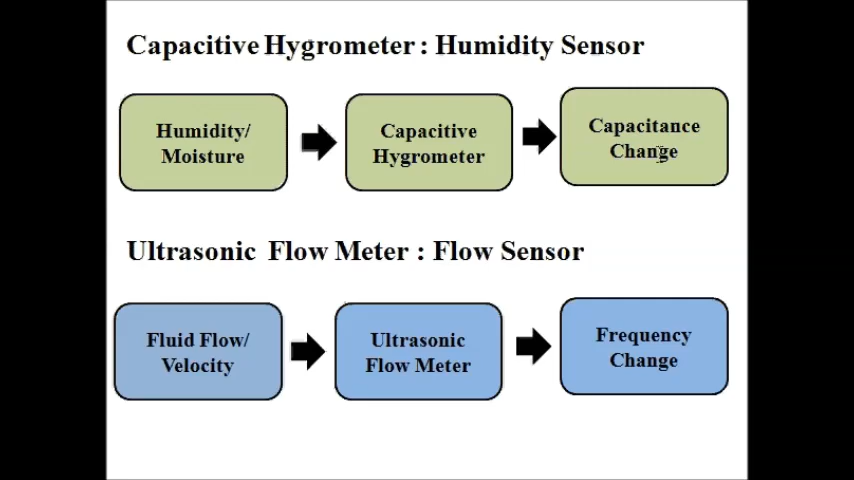 Capacitive Hygrometer : Humidity Sensor
Humidity/
Moisture
Capacitive
Hygrometer
Capacitance
Change
Ultrasonic Flow Meter : Flow Sensor
Fluid Flow/
Velocity
Ultrasonic
Flow Meter
Frequency
Change